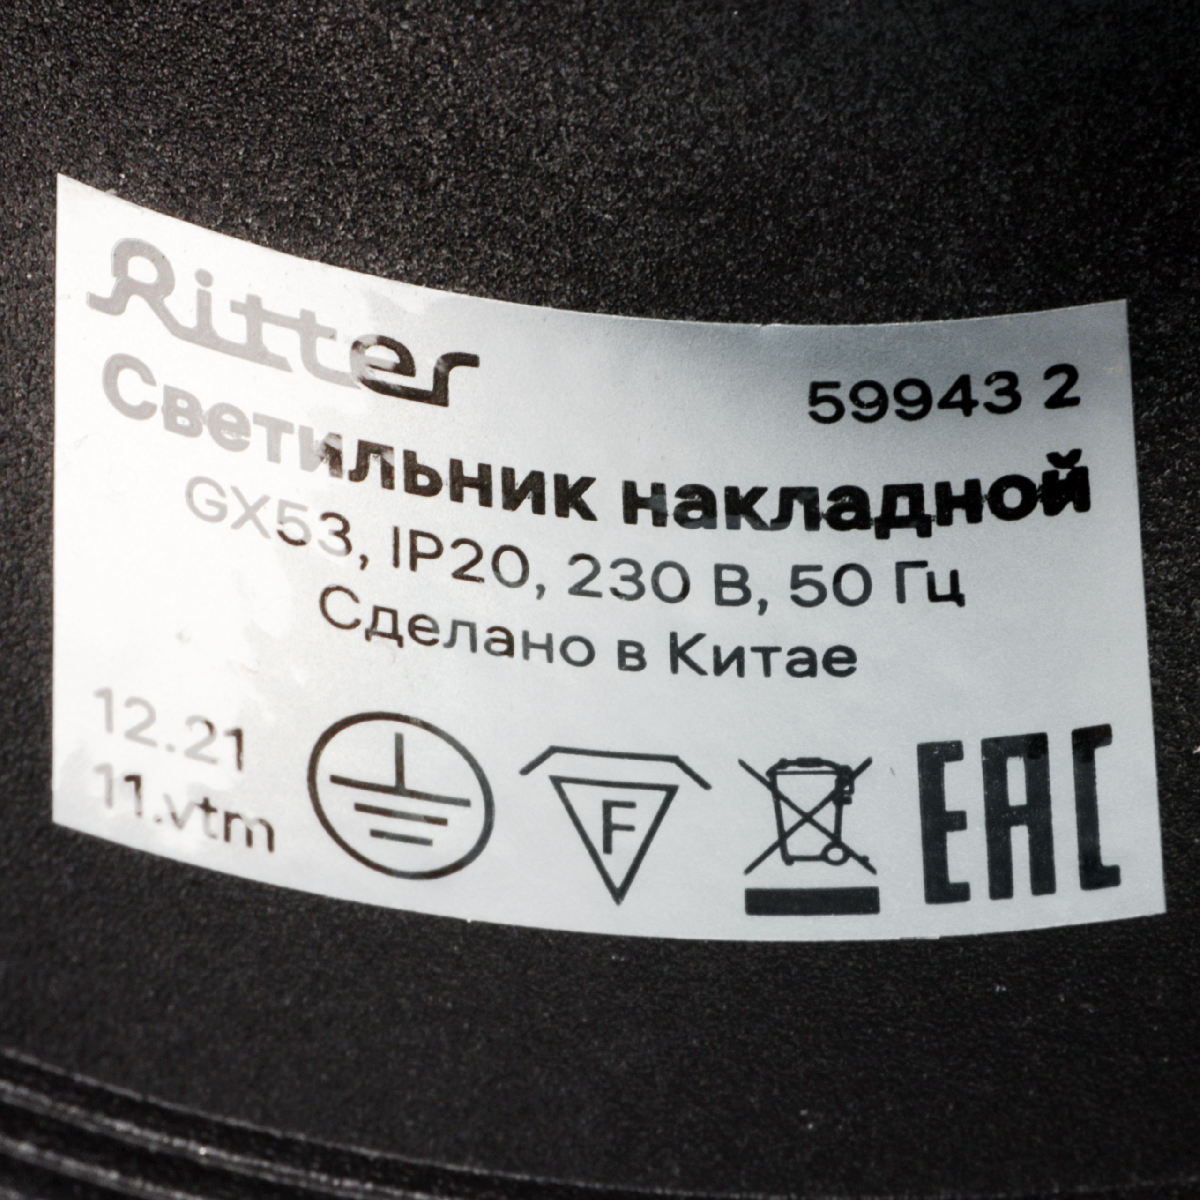 Ritter
59943 2
Светильник накладной
GX53, IP20, 230 В, 50 Гц
Сделано в Китае
12.21
11.vtm
F
EAC